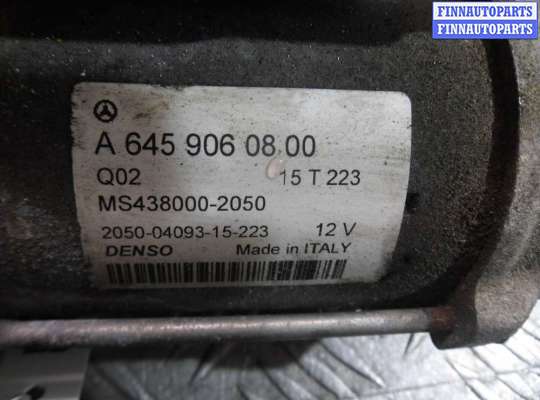 FINNAUTOPARTS
FINNAUTOPARTS
A 645 906 08 00
Q02 15 T 223
MS438000-2050
2050-04093-15-223 12 V
DENSO Made in ITALY